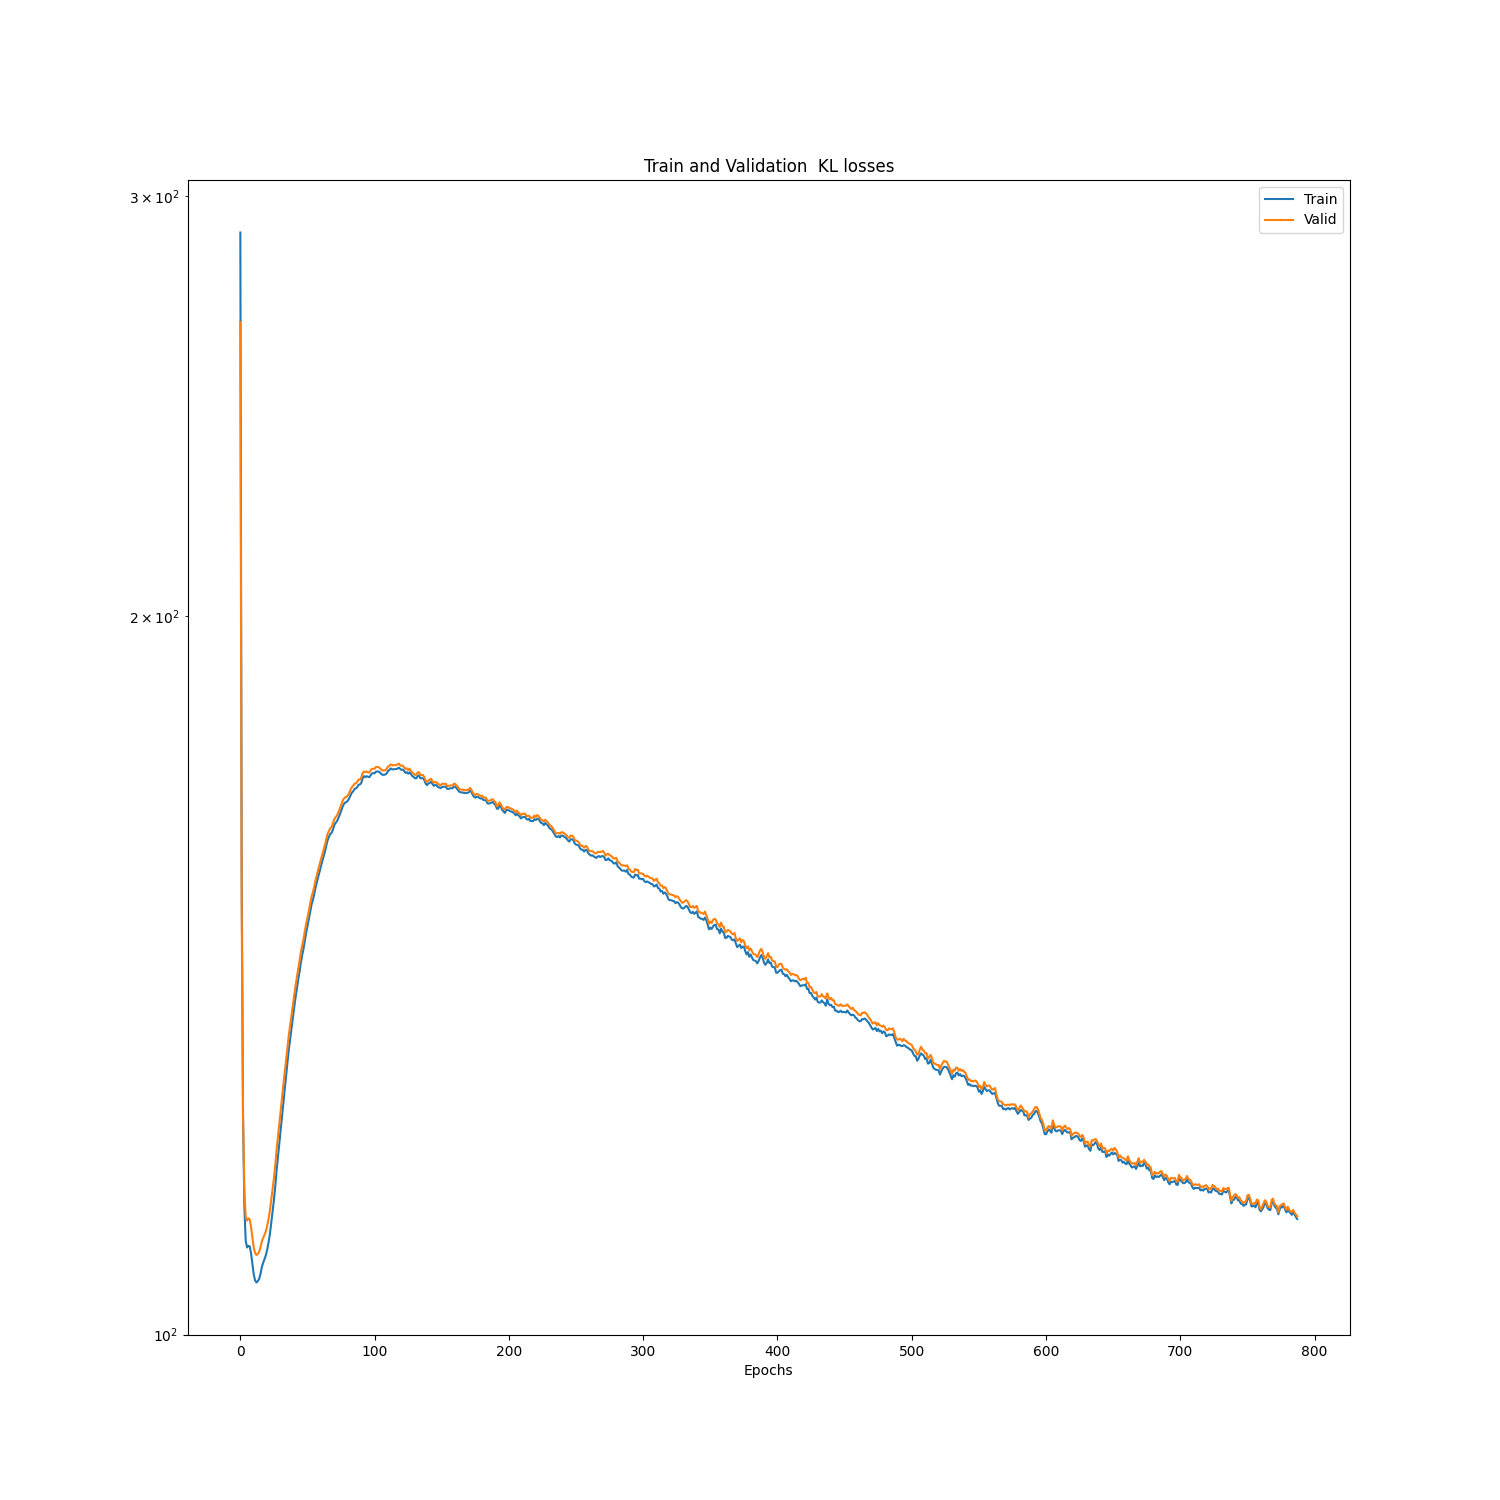 Train and Validation  KL losses
3 × 10²
Train
Valid
2 × 10²
10²
0 100 200 300 400 500 600 700 800
Epochs